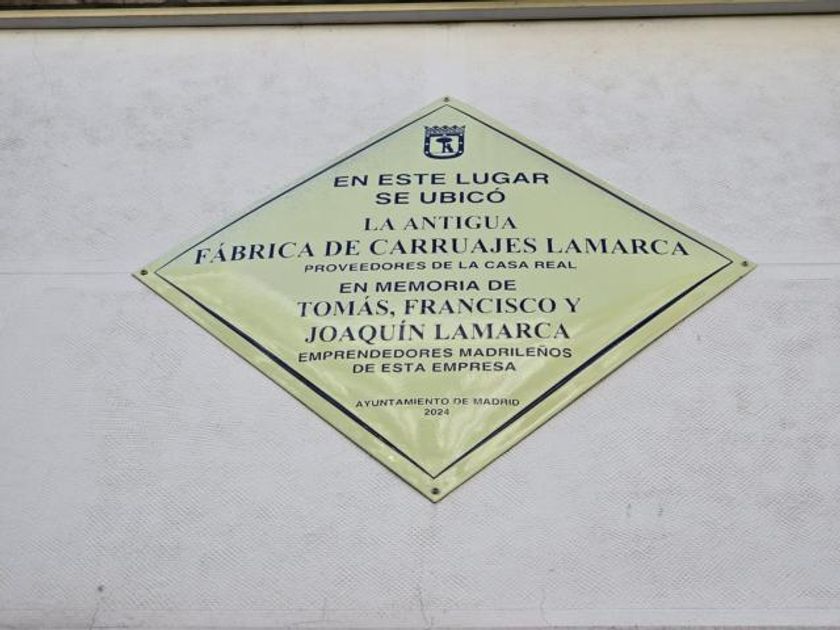 EN ESTE LUGAR
SE UBICÓ
LA ANTIGUA
FÁBRICA DE CARRUAJES LAMARCA
PROVEEDORES DE LA CASA REAL
EN MEMORIA DE
TOMÁS, FRANCISCO Y
JOAQUÍN LAMARCA
EMPRENDEDORES MADRILEÑOS
DE ESTA EMPRESA
AYUNTAMIENTO DE MADRID
2024